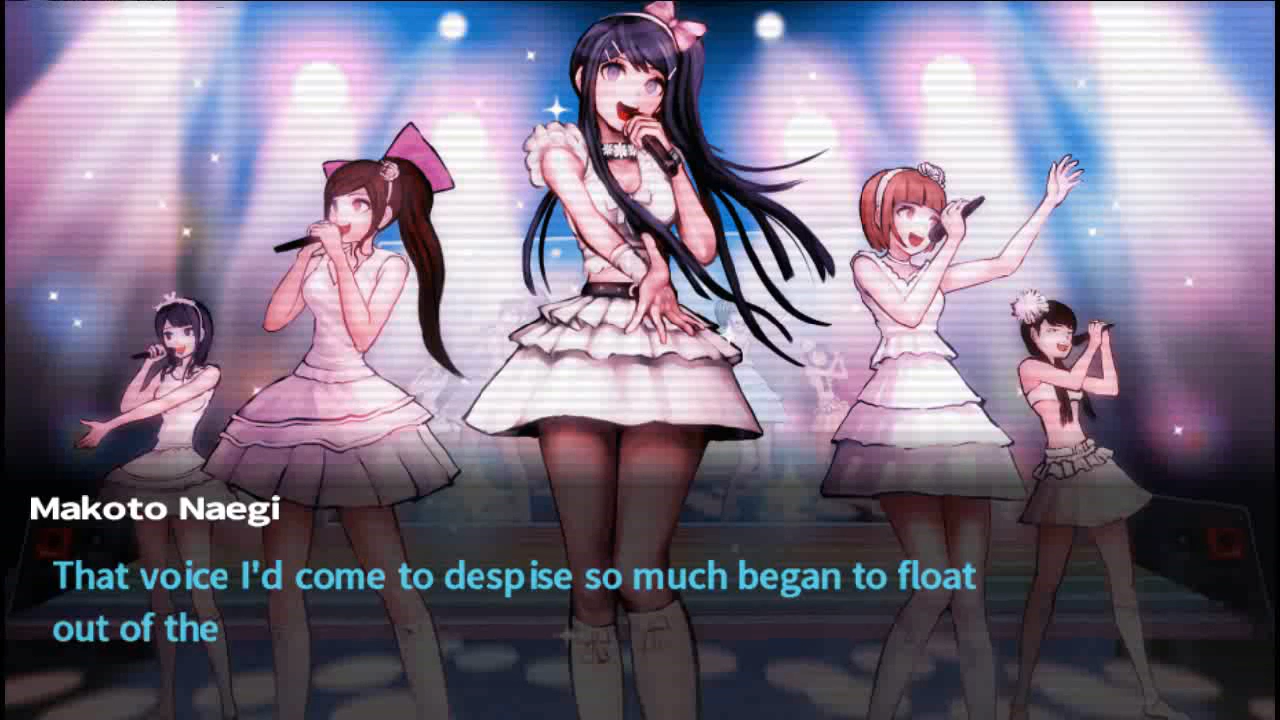 Makoto Naegi
That voice I'd come to despise so much began to float
out of the